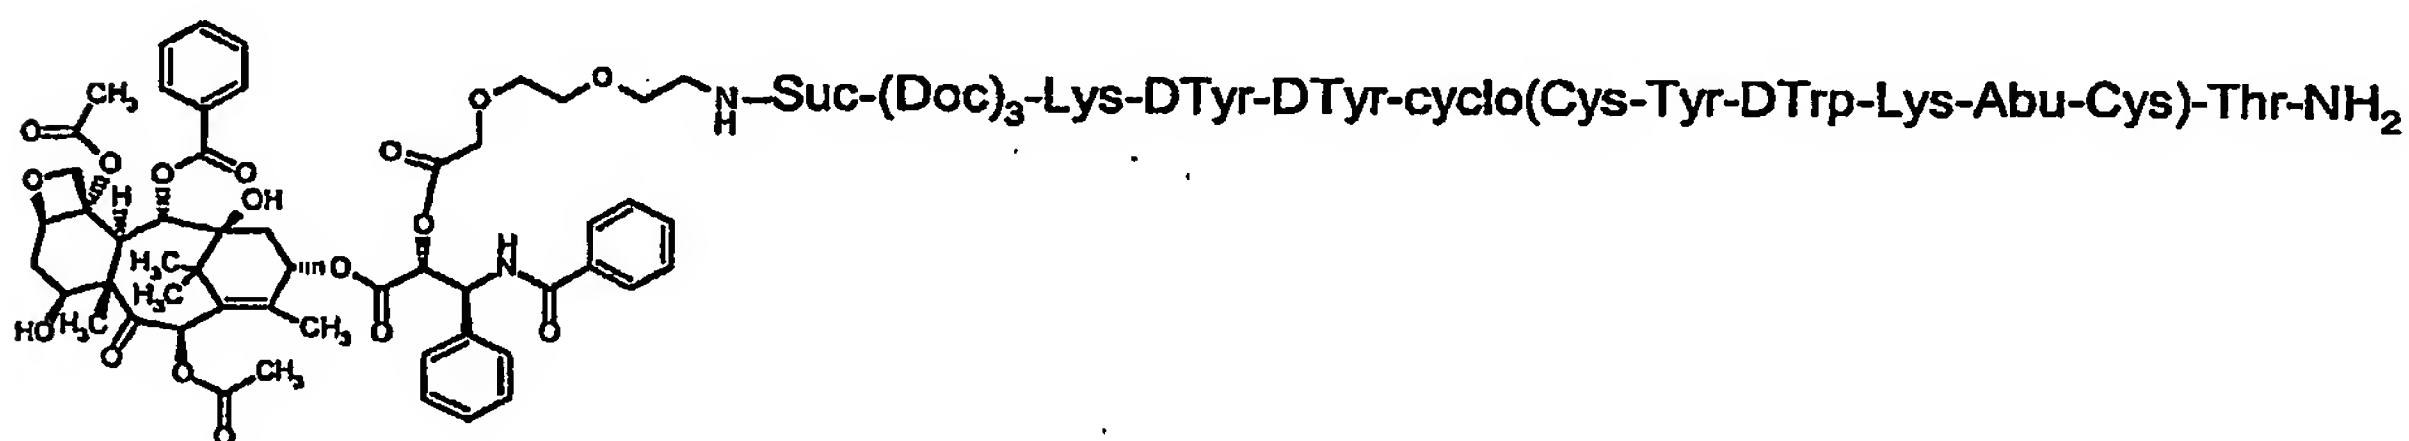 N-Suc-(Doc)3-Lys-DTyr-DTyr-cyclo(Cys-Tyr-DTrp-Lys-Abu-Cys)-Thr-NH2
H
O
O
CH3
O
O
O
O
O
O
H
OH
O
H3C
H3C
O
O
H
N
O
O
HO
H3C
O
CH3
O
CH3
O